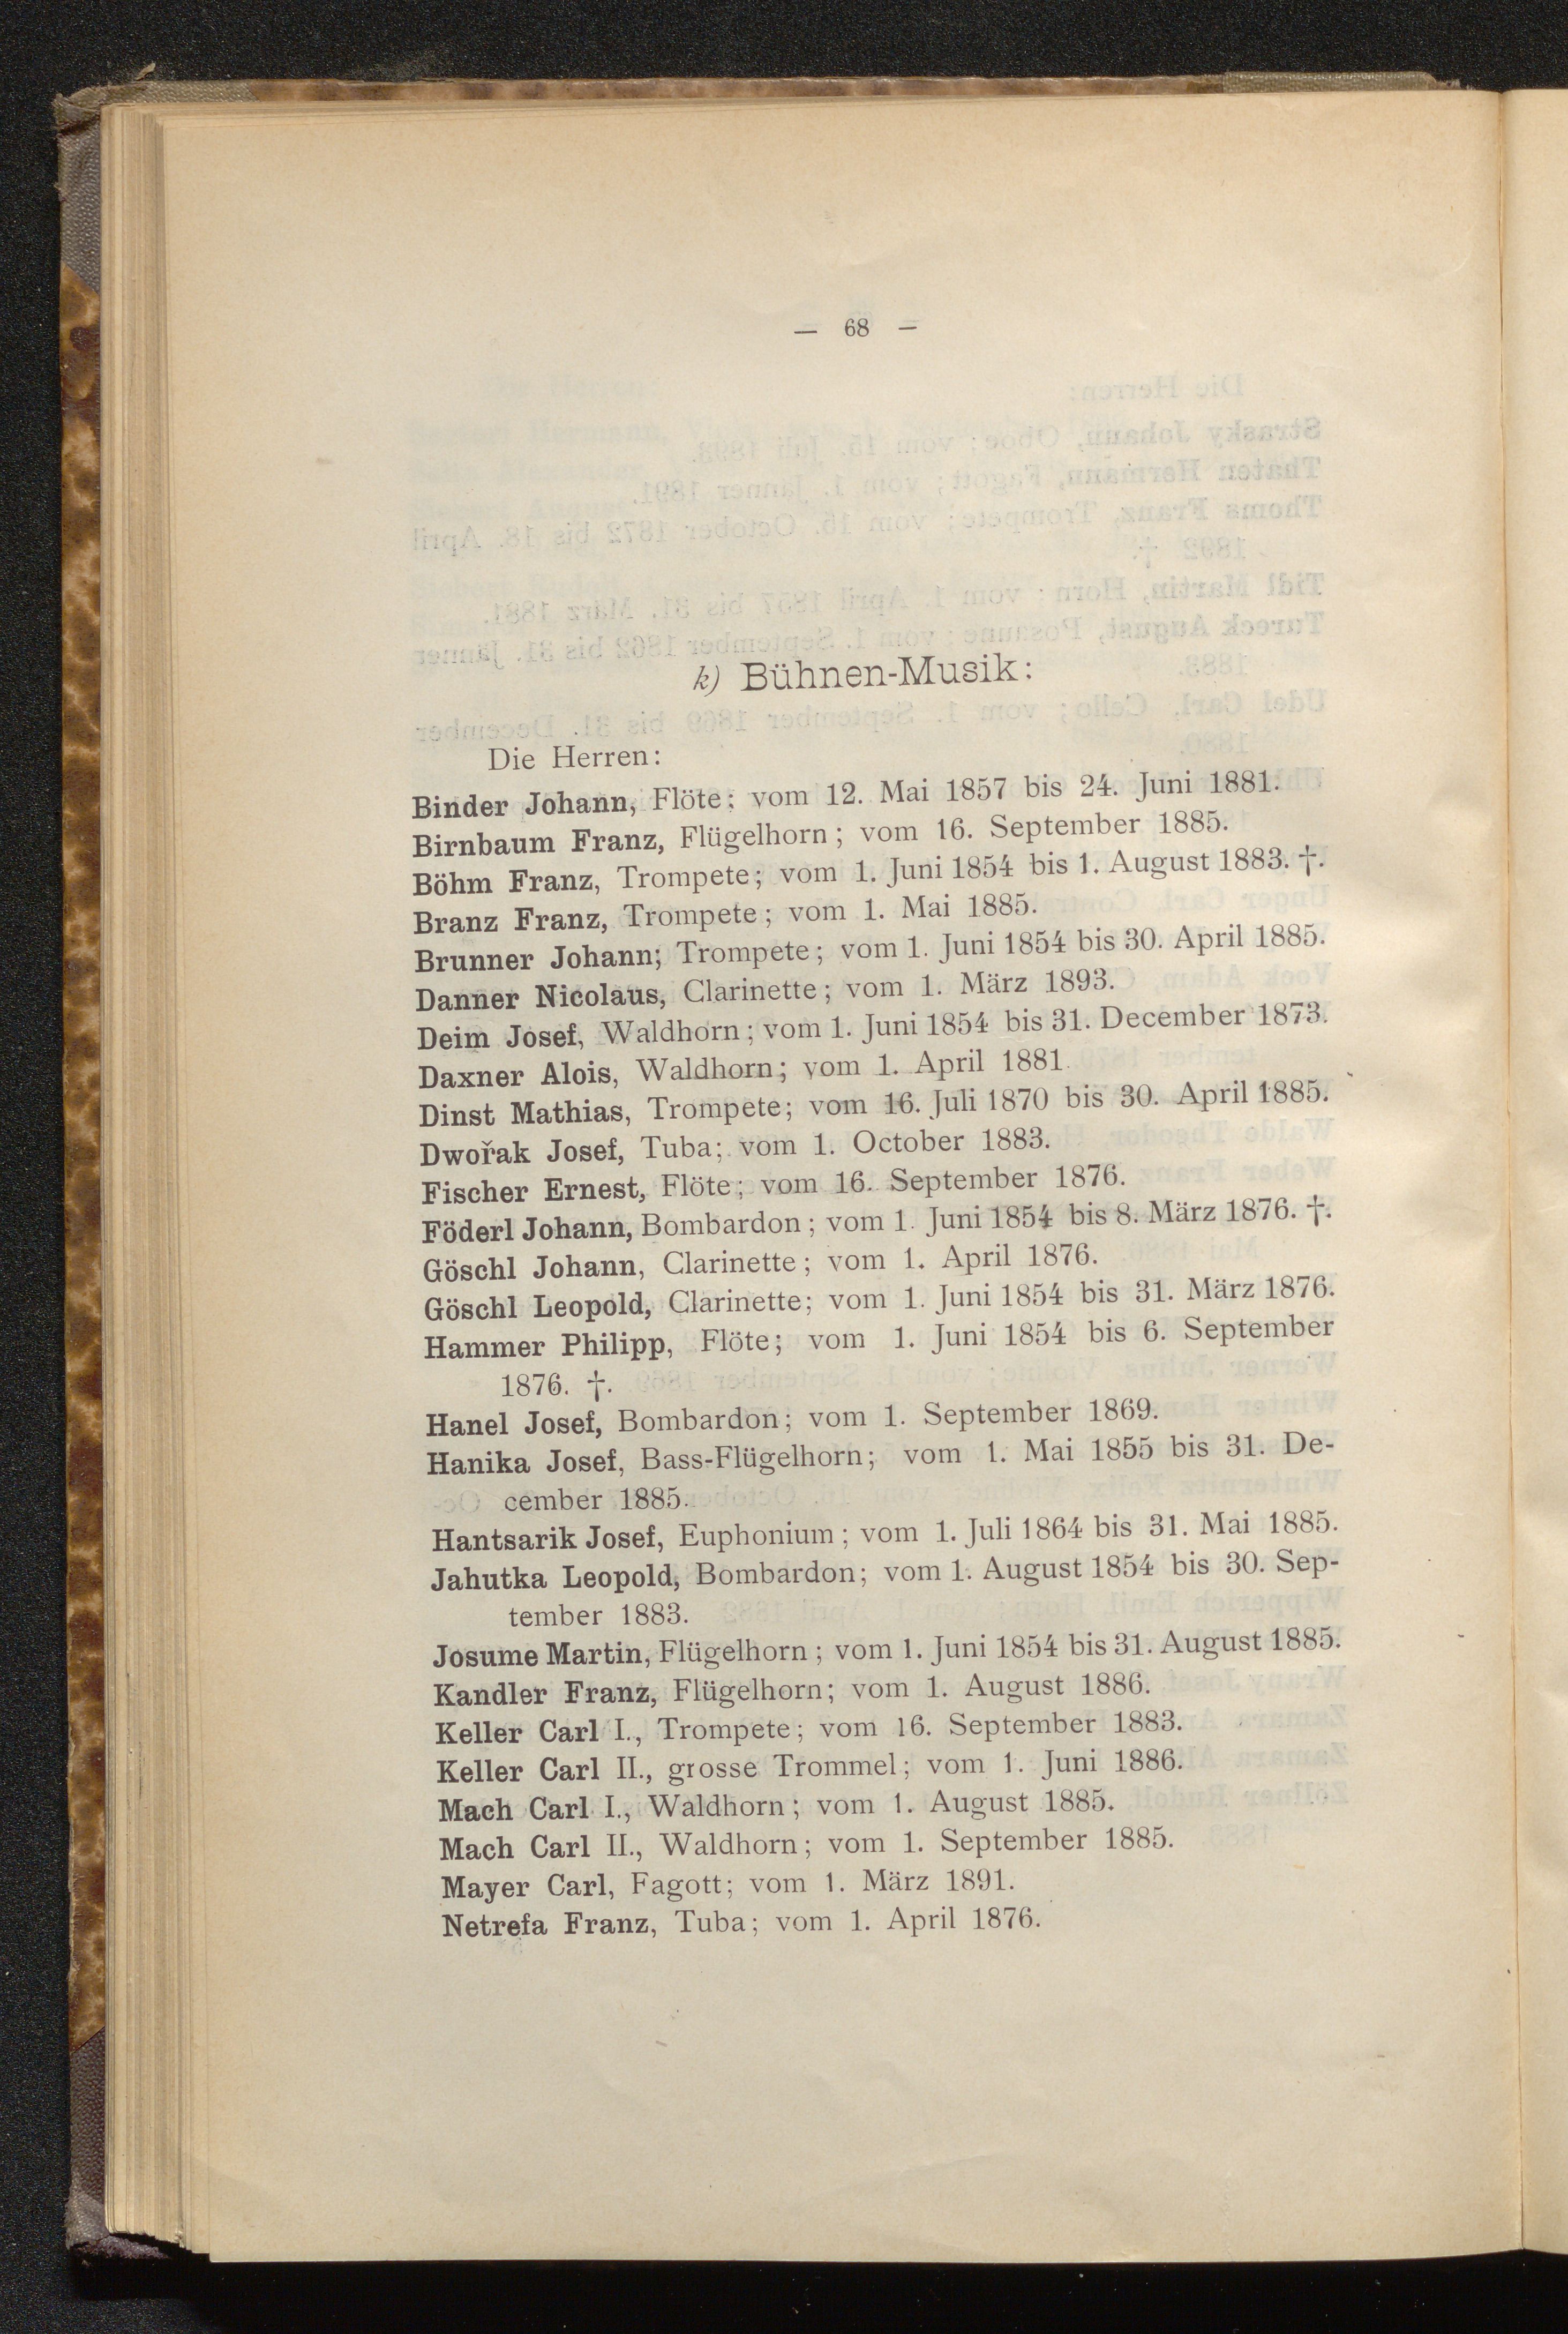 — 68 —
k) Bühnen-Musik:
Die Herren:
Binder Johann, Flöte; vom 12. Mai 1857 bis 24. Juni 1881.
Birnbaum Franz, Flügelhorn; vom 16. September 1885.
Böhm Franz, Trompete; vom 1. Juni 1854 bis 1. August 1883. †.
Branz Franz, Trompete; vom 1. Mai 1885.
Brunner Johann; Trompete; vom 1. Juni 1854 bis 30. April 1885.
Danner Nicolaus, Clarinette; vom 1. März 1893.
Deim Josef, Waldhorn; vom 1. Juni 1854 bis 31. December 1873.
Daxner Alois, Waldhorn; vom 1. April 1881.
Dinst Mathias, Trompete; vom 16. Juli 1870 bis 30. April 1885.
Dwořak Josef, Tuba; vom 1. October 1883.
Fischer Ernest, Flöte; vom 16. September 1876.
Föderl Johann, Bombardon; vom 1. Juni 1854 bis 8. März 1876. †.
Göschl Johann, Clarinette; vom 1. April 1876.
Göschl Leopold, Clarinette; vom 1. Juni 1854 bis 31. März 1876.
Hammer Philipp, Flöte; vom 1. Juni 1854 bis 6. September
1876. †.
Hanel Josef, Bombardon; vom 1. September 1869.
Hanika Josef, Bass-Flügelhorn; vom 1. Mai 1855 bis 31. De-
cember 1885.
Hantsarik Josef, Euphonium; vom 1. Juli 1864 bis 31. Mai 1885.
Jahutka Leopold, Bombardon; vom 1. August 1854 bis 30. Sep-
tember 1883.
Josume Martin, Flügelhorn; vom 1. Juni 1854 bis 31. August 1885.
Kandler Franz, Flügelhorn; vom 1. August 1886.
Keller Carl I., Trompete; vom 16. September 1883.
Keller Carl II., grosse Trommel; vom 1. Juni 1886.
Mach Carl I., Waldhorn; vom 1. August 1885.
Mach Carl II., Waldhorn; vom 1. September 1885.
Mayer Carl, Fagott; vom 1. März 1891.
Netrefa Franz, Tuba; vom 1. April 1876.